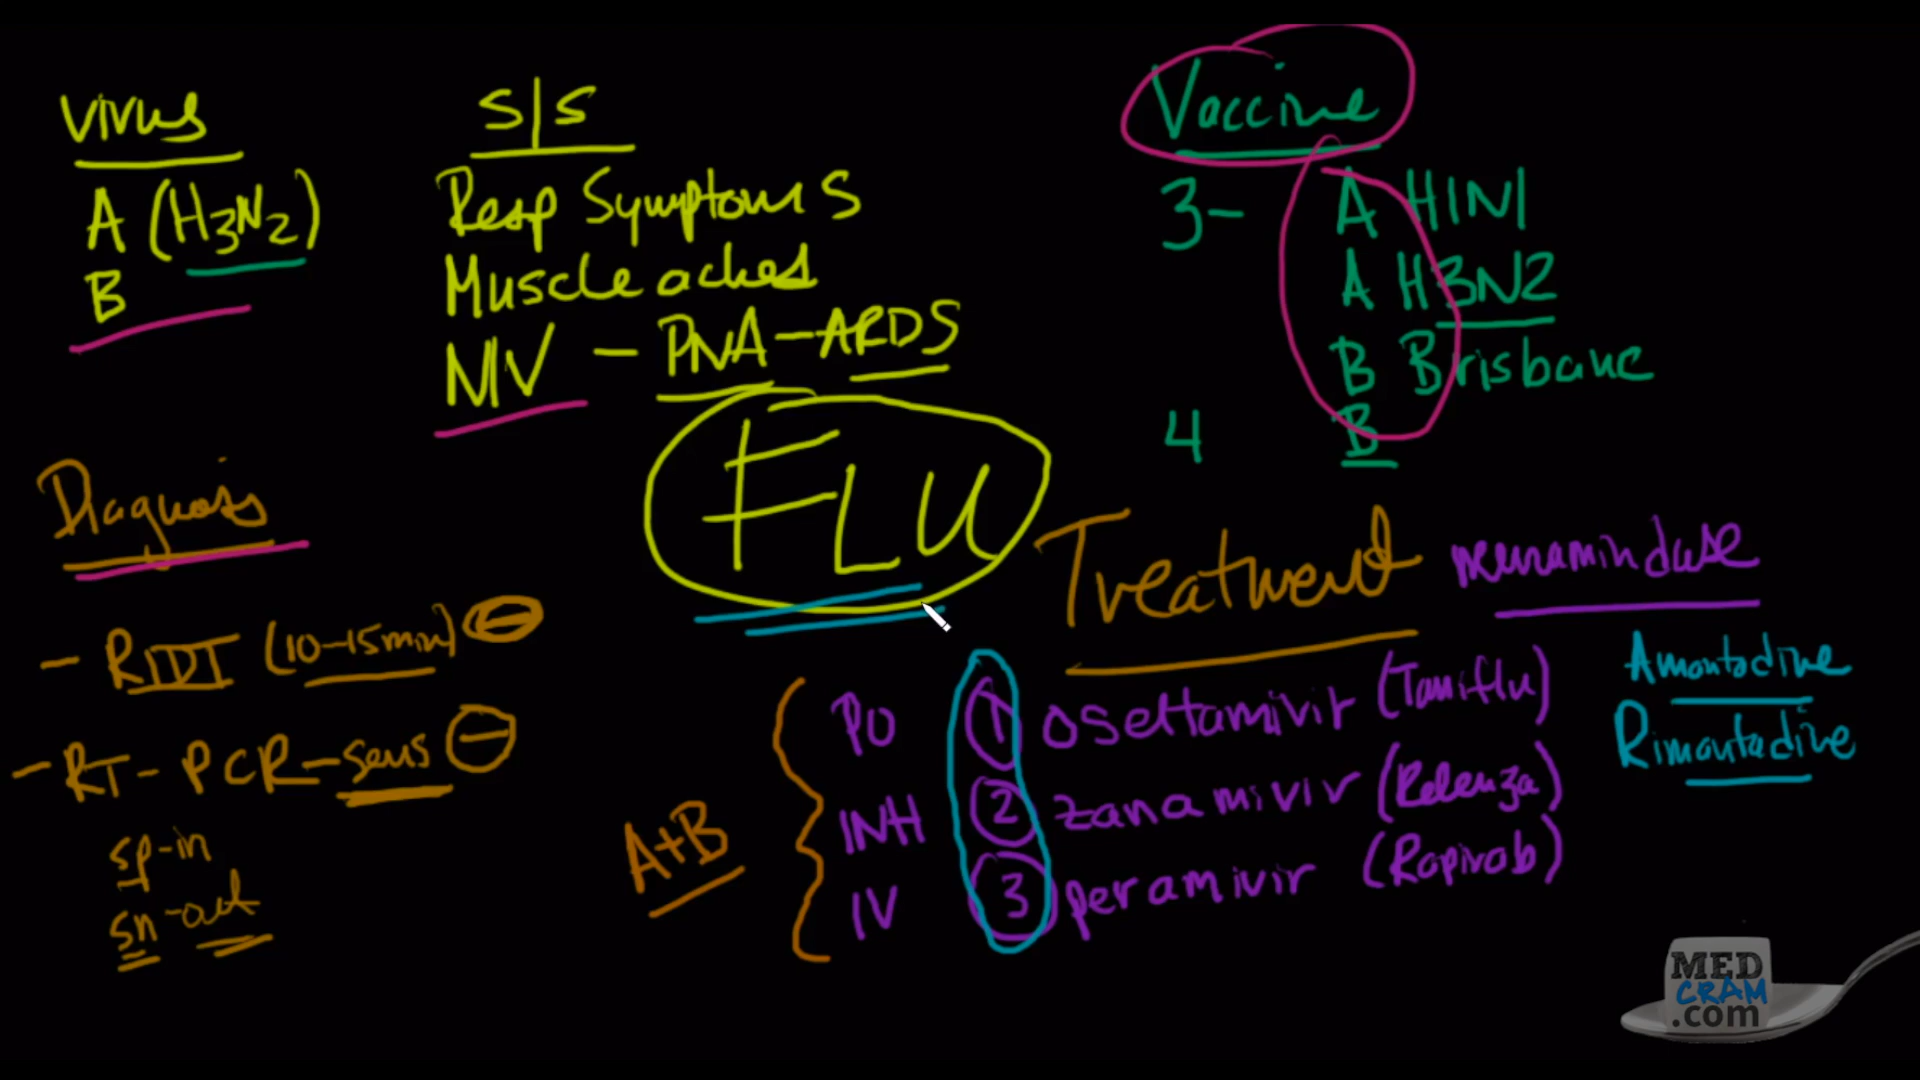 Virus
A (H3N2)
B
S|S
Resp Symptoms
Muscle aches
N|V - PNA - ARDS
FLU
Vaccine
3- A H1N1
A H3N2
B Brisbane
4 B
Diagnosis
- RIDT (10-15min) ⊖
- RT-PCR-sens ⊖
sp-in
sn-out
Treatment neuramindase
A+B
PO 1 oseltamivir (Tamiflu)
INH 2 zanamivir (Relenza)
IV 3 peramivir (Rapivab)
Amantadine
Rimantadine
MED
CRAM
.com